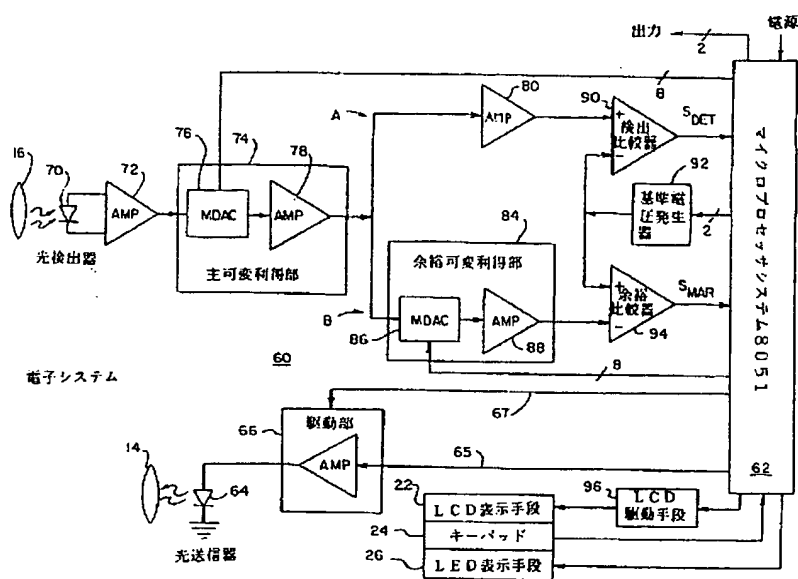 出力
2
電源
8
80
AMP
A
90
+
検出
比較器
-
S_DET
76
74
78
16
70
72
AMP
MDAC
AMP
光検出器
主可変利得部
92
基準電
圧発生
器
2
84
余裕可変利得部
B
MDAC
AMP
86
88
+
余裕
比較器
-
S_MAR
94
8
マイクロプロセッサシステム8051
62
60
電子システム
67
66
駆動部
AMP
65
14
64
光送信器
22
LCD表示手段
96
LCD
駆動手段
24
キーパッド
26
LED表示手段